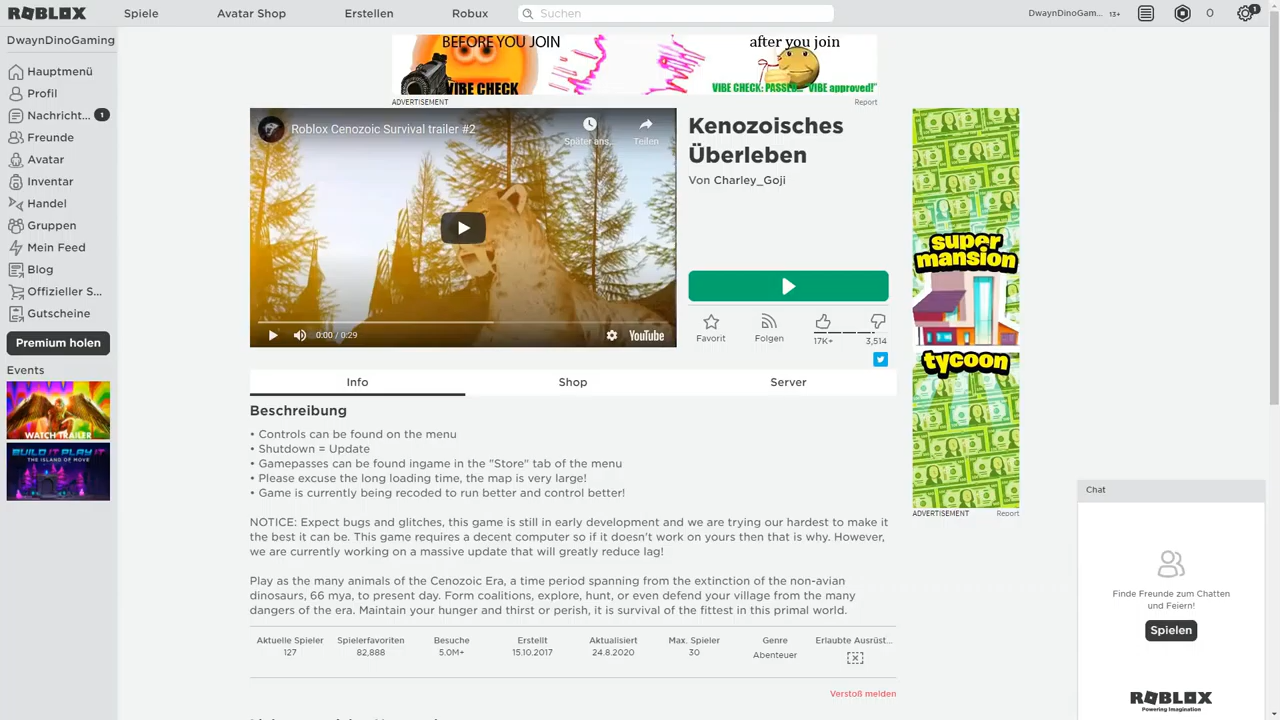 ROBLOX
Spiele
Avatar Shop
Erstellen
Robux
Suchen
DwaynDinoGam... 13+
0
1
DwaynDinoGaming
Hauptmenü
Profil
Nachricht... 1
Freunde
Avatar
Inventar
Handel
Gruppen
Mein Feed
Blog
Offizieller S...
Gutscheine
Premium holen
Events
WATCH TRAILER
BUILD IT PLAY IT
THE ISLAND OF MOVE
BEFORE YOU JOIN
after you join
VIBE CHECK
VIBE CHECK: PASSED... "VIBE approved!"
ADVERTISEMENT
Report
Roblox Cenozoic Survival trailer #2
Später ans...
Teilen
0:00 / 0:29
YouTube
Kenozoisches
Überleben
Von Charley_Goji
Favorit
Folgen
17K+
3,514
Info
Shop
Server
Beschreibung
• Controls can be found on the menu
• Shutdown = Update
• Gamepasses can be found ingame in the "Store" tab of the menu
• Please excuse the long loading time, the map is very large!
• Game is currently being recoded to run better and control better!
NOTICE: Expect bugs and glitches, this game is still in early development and we are trying our hardest to make it
the best it can be. This game requires a decent computer so if it doesn't work on yours then that is why. However,
we are currently working on a massive update that will greatly reduce lag!
Play as the many animals of the Cenozoic Era, a time period spanning from the extinction of the non-avian
dinosaurs, 66 mya, to present day. Form coalitions, explore, hunt, or even defend your village from the many
dangers of the era. Maintain your hunger and thirst or perish, it is survival of the fittest in this primal world.
Aktuelle Spieler
127
Spielerfavoriten
82,888
Besuche
5.0M+
Erstellt
15.10.2017
Aktualisiert
24.8.2020
Max. Spieler
30
Genre
Abenteuer
Erlaubte Ausrüst...
Verstoß melden
super
mansion
tycoon
ADVERTISEMENT
Report
Chat
Finde Freunde zum Chatten
und Feiern!
Spielen
ROBLOX
Powering Imagination